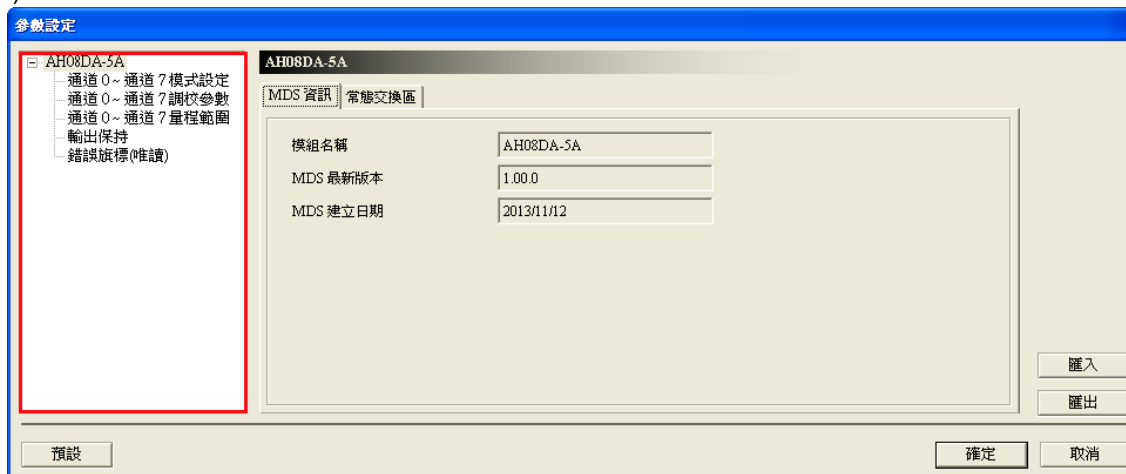 參數設定
AH08DA-5A
通道 0 ~ 通道 7 模式設定
通道 0 ~ 通道 7 調校參數
通道 0 ~ 通道 7 量程範圍
輸出保持
錯誤旗標(唯讀)
AH08DA-5A
MDS 資訊
常態交換區
模組名稱
AH08DA-5A
MDS 最新版本
1.00.0
MDS 建立日期
2013/11/12
匯入
匯出
預設
確定
取消